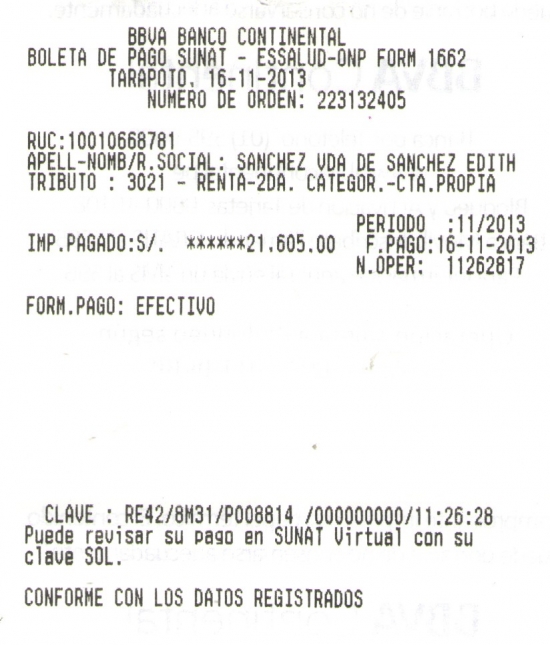 BBVA BANCO CONTINENTAL
BOLETA DE PAGO SUNAT - ESSALUD-ONP FORM 1662
TARAPOTO, 16-11-2013
NUMERO DE ORDEN: 223132405
RUC:10010668781
APELL-NOMB/R.SOCIAL: SANCHEZ VDA DE SANCHEZ EDITH
TRIBUTO : 3021 - RENTA-2DA. CATEGOR.-CTA.PROPIA
PERIODO :11/2013
IMP.PAGADO:S/. ******21.605.00 F.PAGO:16-11-2013
N.OPER: 11262817
FORM.PAGO: EFECTIVO
CLAVE : RE42/8M31/P008814 /000000000/11:26:28
Puede revisar su pago en SUNAT Virtual con su
clave SOL.
CONFORME CON LOS DATOS REGISTRADOS